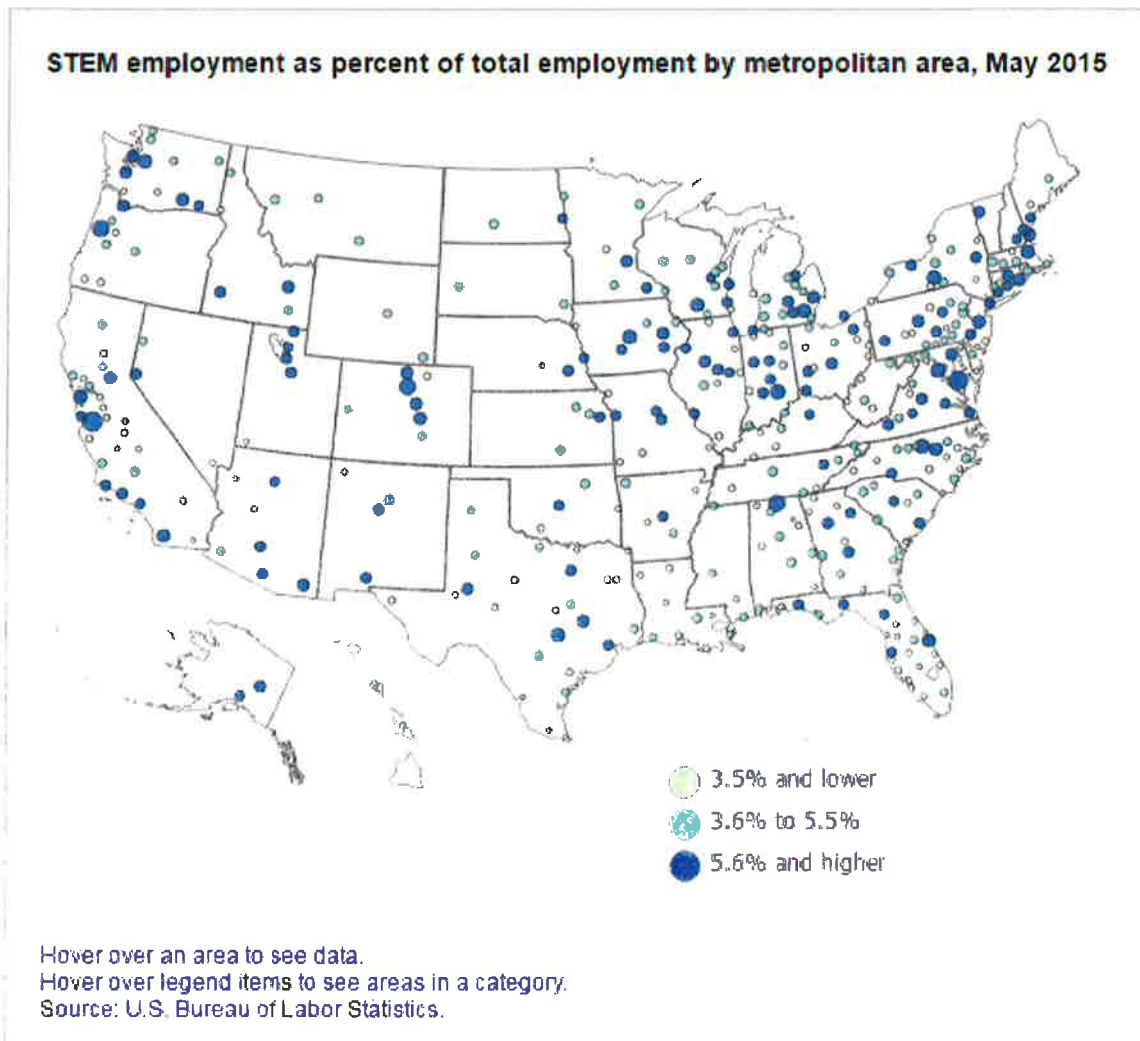 STEM employment as percent of total employment by metropolitan area, May 2015
3.5% and lower
3.6% to 5.5%
5.6% and higher
Hover over an area to see data.
Hover over legend items to see areas in a category.
Source: U.S. Bureau of Labor Statistics.